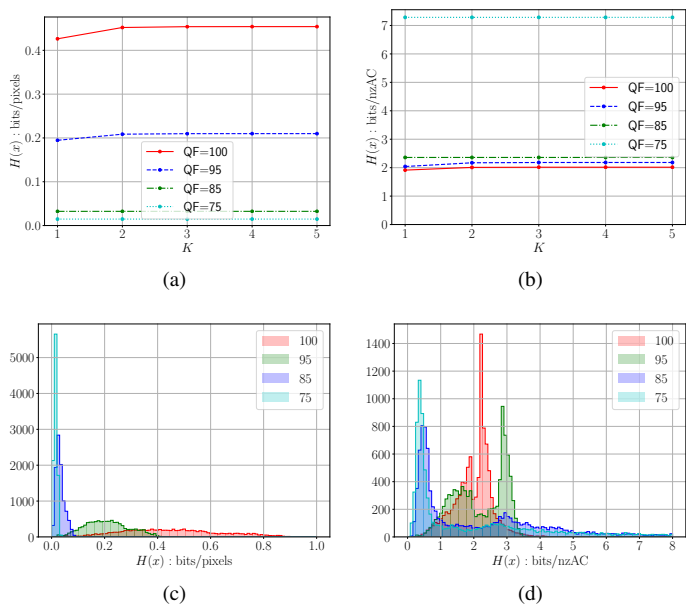 0.4
0.3
0.2
0.1
0.0
H(x) : bits/pixels
QF=100
QF=95
QF=85
QF=75
1 2 3 4 5
K
(a)
7
6
5
4
3
2
1
0
H(x) : bits/nzAC
QF=100
QF=95
QF=85
QF=75
1 2 3 4 5
K
(b)
5000
4000
3000
2000
1000
0
100
95
85
75
0.0 0.2 0.4 0.6 0.8 1.0
H(x) : bits/pixels
(c)
1400
1200
1000
800
600
400
200
0
100
95
85
75
0 1 2 3 4 5 6 7 8
H(x) : bits/nzAC
(d)